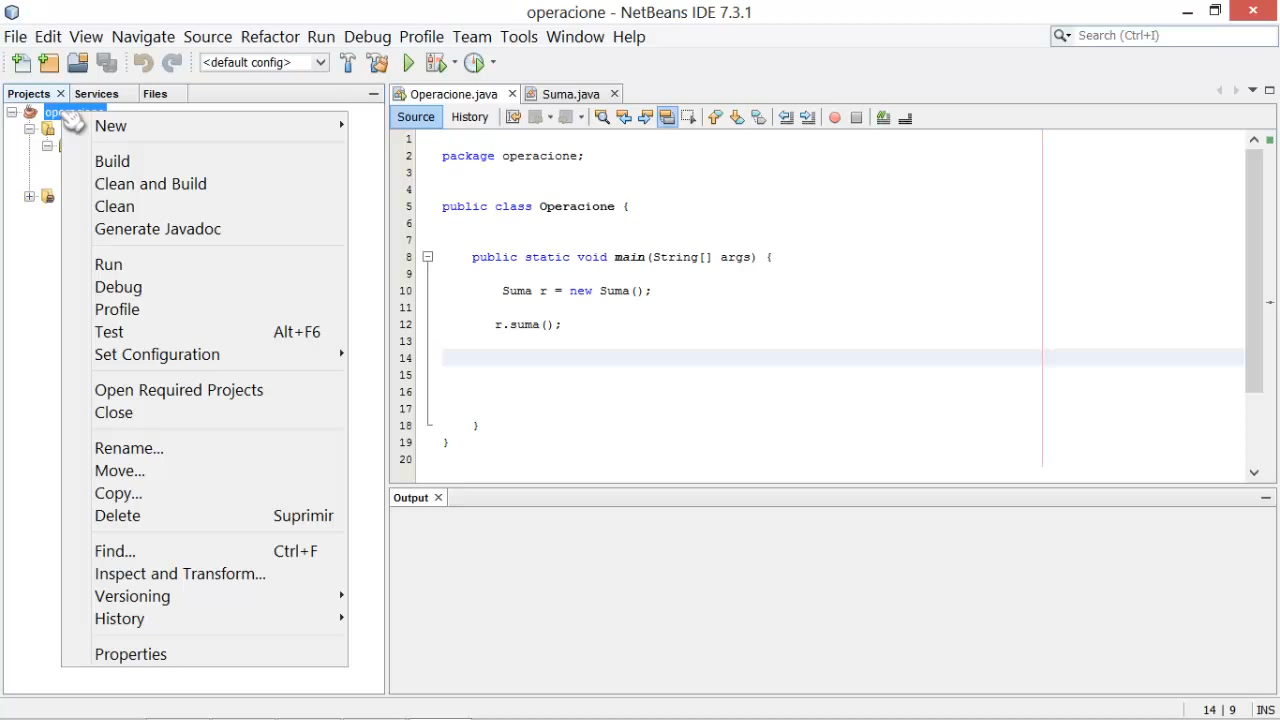 operacione - NetBeans IDE 7.3.1
File Edit View Navigate Source Refactor Run Debug Profile Team Tools Window Help
Search (Ctrl+I)
<default config>
Projects Services Files
Operacione.java Suma.java
Source History
New
Build
Clean and Build
Clean
Generate Javadoc
Run
Debug
Profile
Test Alt+F6
Set Configuration
Open Required Projects
Close
Rename...
Move...
Copy...
Delete Suprimir
Find... Ctrl+F
Inspect and Transform...
Versioning
History
Properties
1
2 package operacione;
3
4
5 public class Operacione {
6
7
8 public static void main(String[] args) {
9
10 Suma r = new Suma();
11
12 r.suma();
13
14
15
16
17
18 }
19 }
20
Output
14 | 9 INS